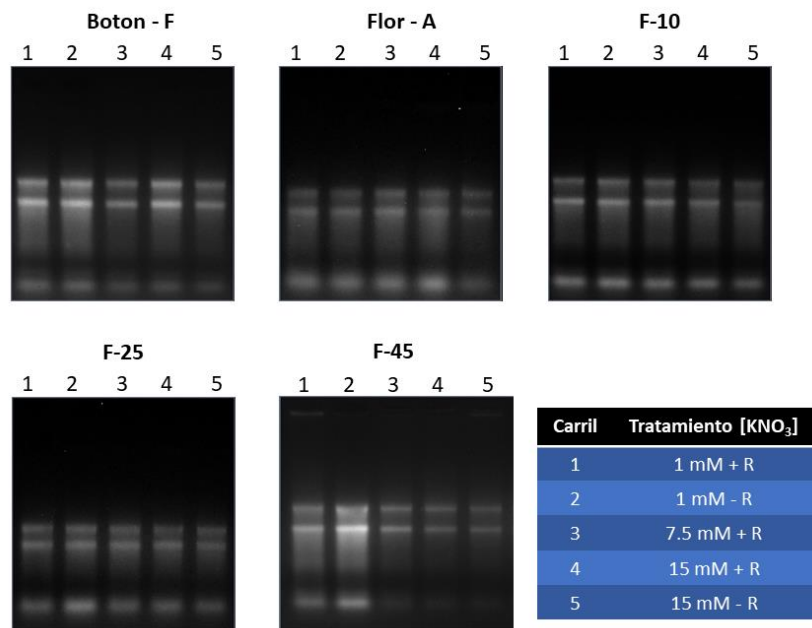 Boton - F
1 2 3 4 5
Flor - A
1 2 3 4 5
F-10
1 2 3 4 5
F-25
1 2 3 4 5
F-45
1 2 3 4 5
Carril Tratamiento [KNO₃]
1 1 mM + R
2 1 mM - R
3 7.5 mM + R
4 15 mM + R
5 15 mM - R